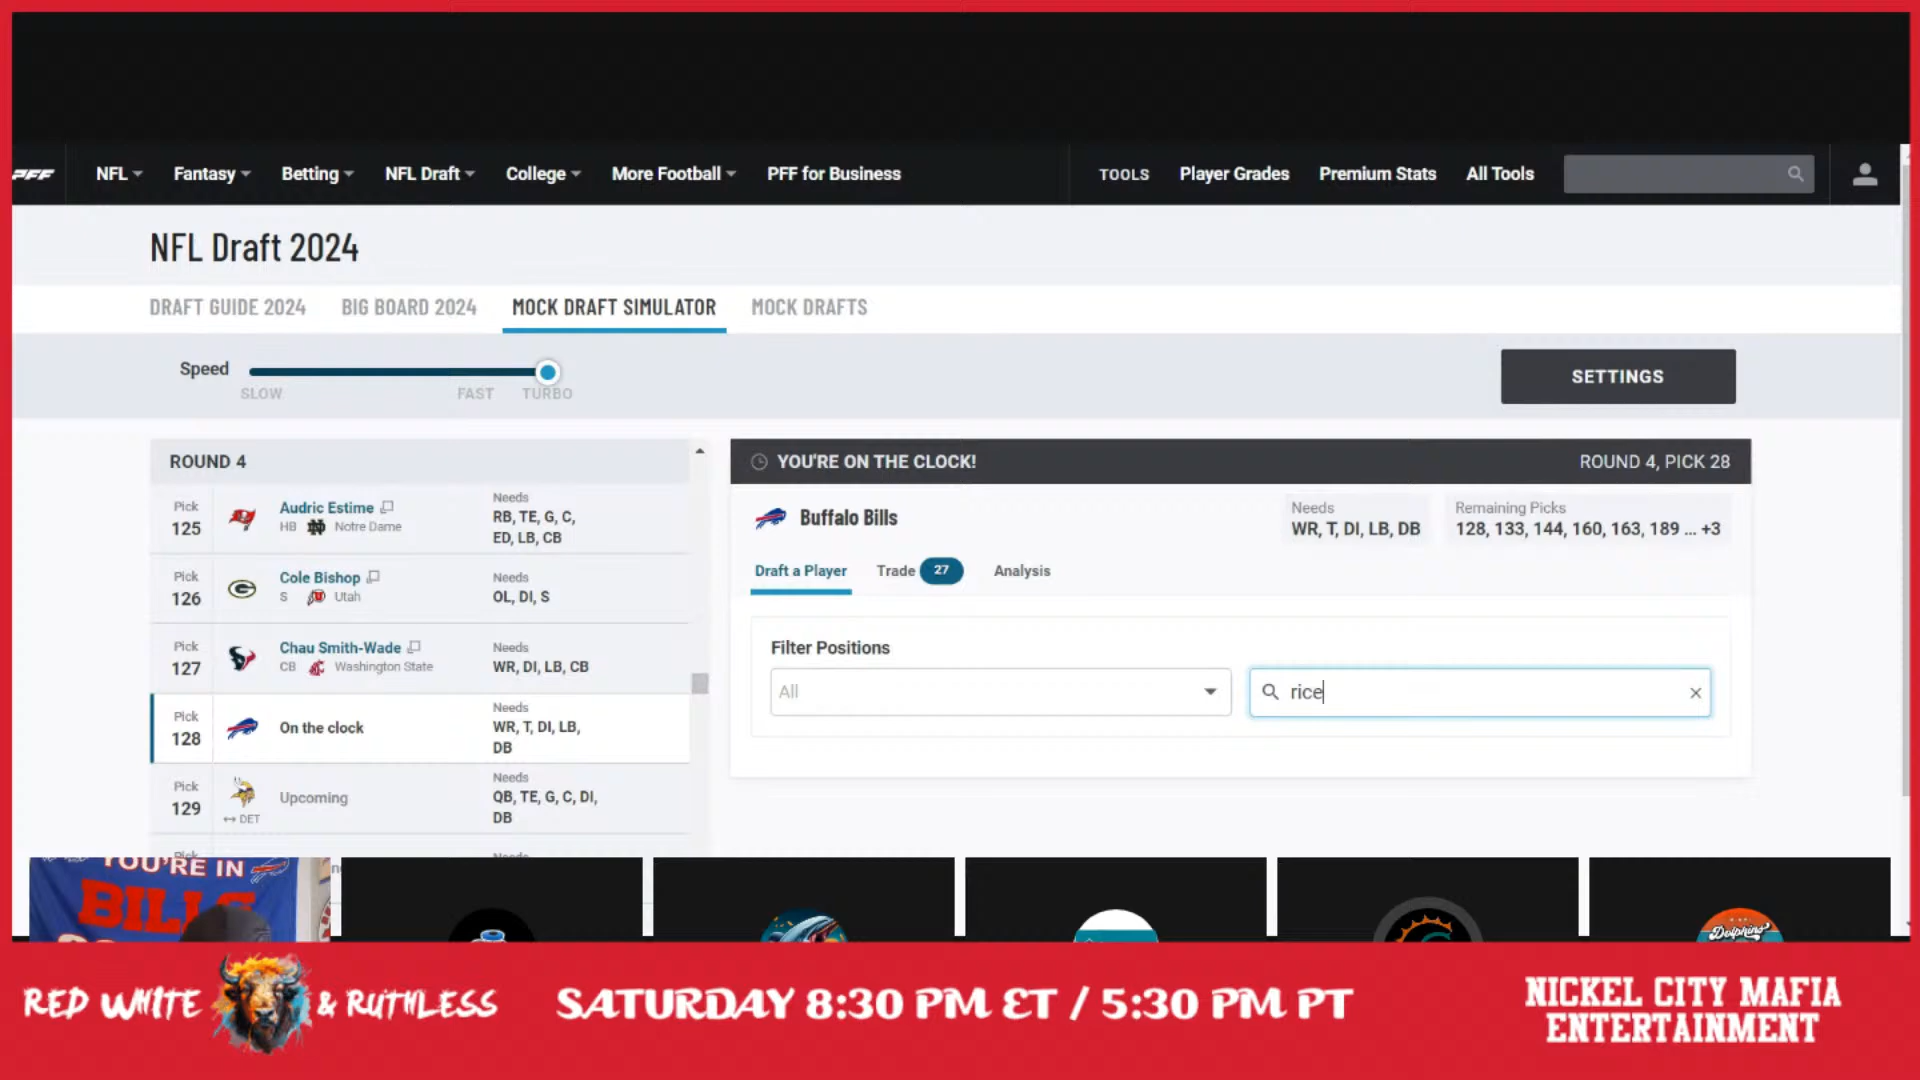 PFF
NFL
Fantasy
Betting
NFL Draft
College
More Football
PFF for Business
TOOLS
Player Grades
Premium Stats
All Tools
NFL Draft 2024
DRAFT GUIDE 2024
BIG BOARD 2024
MOCK DRAFT SIMULATOR
MOCK DRAFTS
Speed
SLOW
FAST
TURBO
SETTINGS
ROUND 4
Pick
125
Audric Estime
HB
Notre Dame
Needs
RB, TE, G, C,
ED, LB, CB
Pick
126
Cole Bishop
S
Utah
Needs
OL, DI, S
Pick
127
Chau Smith-Wade
CB
Washington State
Needs
WR, DI, LB, CB
Pick
128
On the clock
Needs
WR, T, DI, LB,
DB
Pick
129
↔ DET
Upcoming
Needs
QB, TE, G, C, DI,
DB
Pick
Needs
YOU'RE ON THE CLOCK!
ROUND 4, PICK 28
Buffalo Bills
Needs
WR, T, DI, LB, DB
Remaining Picks
128, 133, 144, 160, 163, 189 ... +3
Draft a Player
Trade 27
Analysis
Filter Positions
All
rice
YOU'RE IN
BILLS
Dolphins
RED WHITE & RUTHLESS
SATURDAY 8:30 PM ET / 5:30 PM PT
NICKEL CITY MAFIA
ENTERTAINMENT